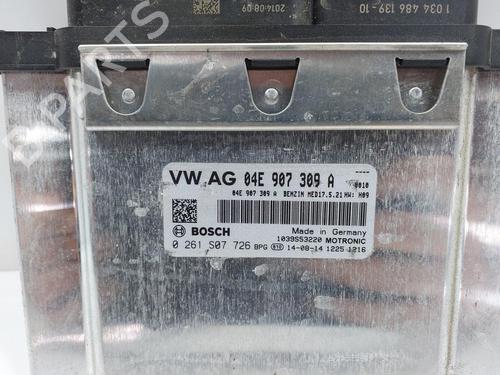 2014-08-09
1 034 486 139-10
B-PARTS
VW AG 04E 907 309 A
----
0010
04E 907 309 A BENZIN MED17.5.21 HW: H09
BOSCH
Made in Germany
1039S53220 MOTRONIC
0 261 S07 726 BPG 14-08-14 1225 1216